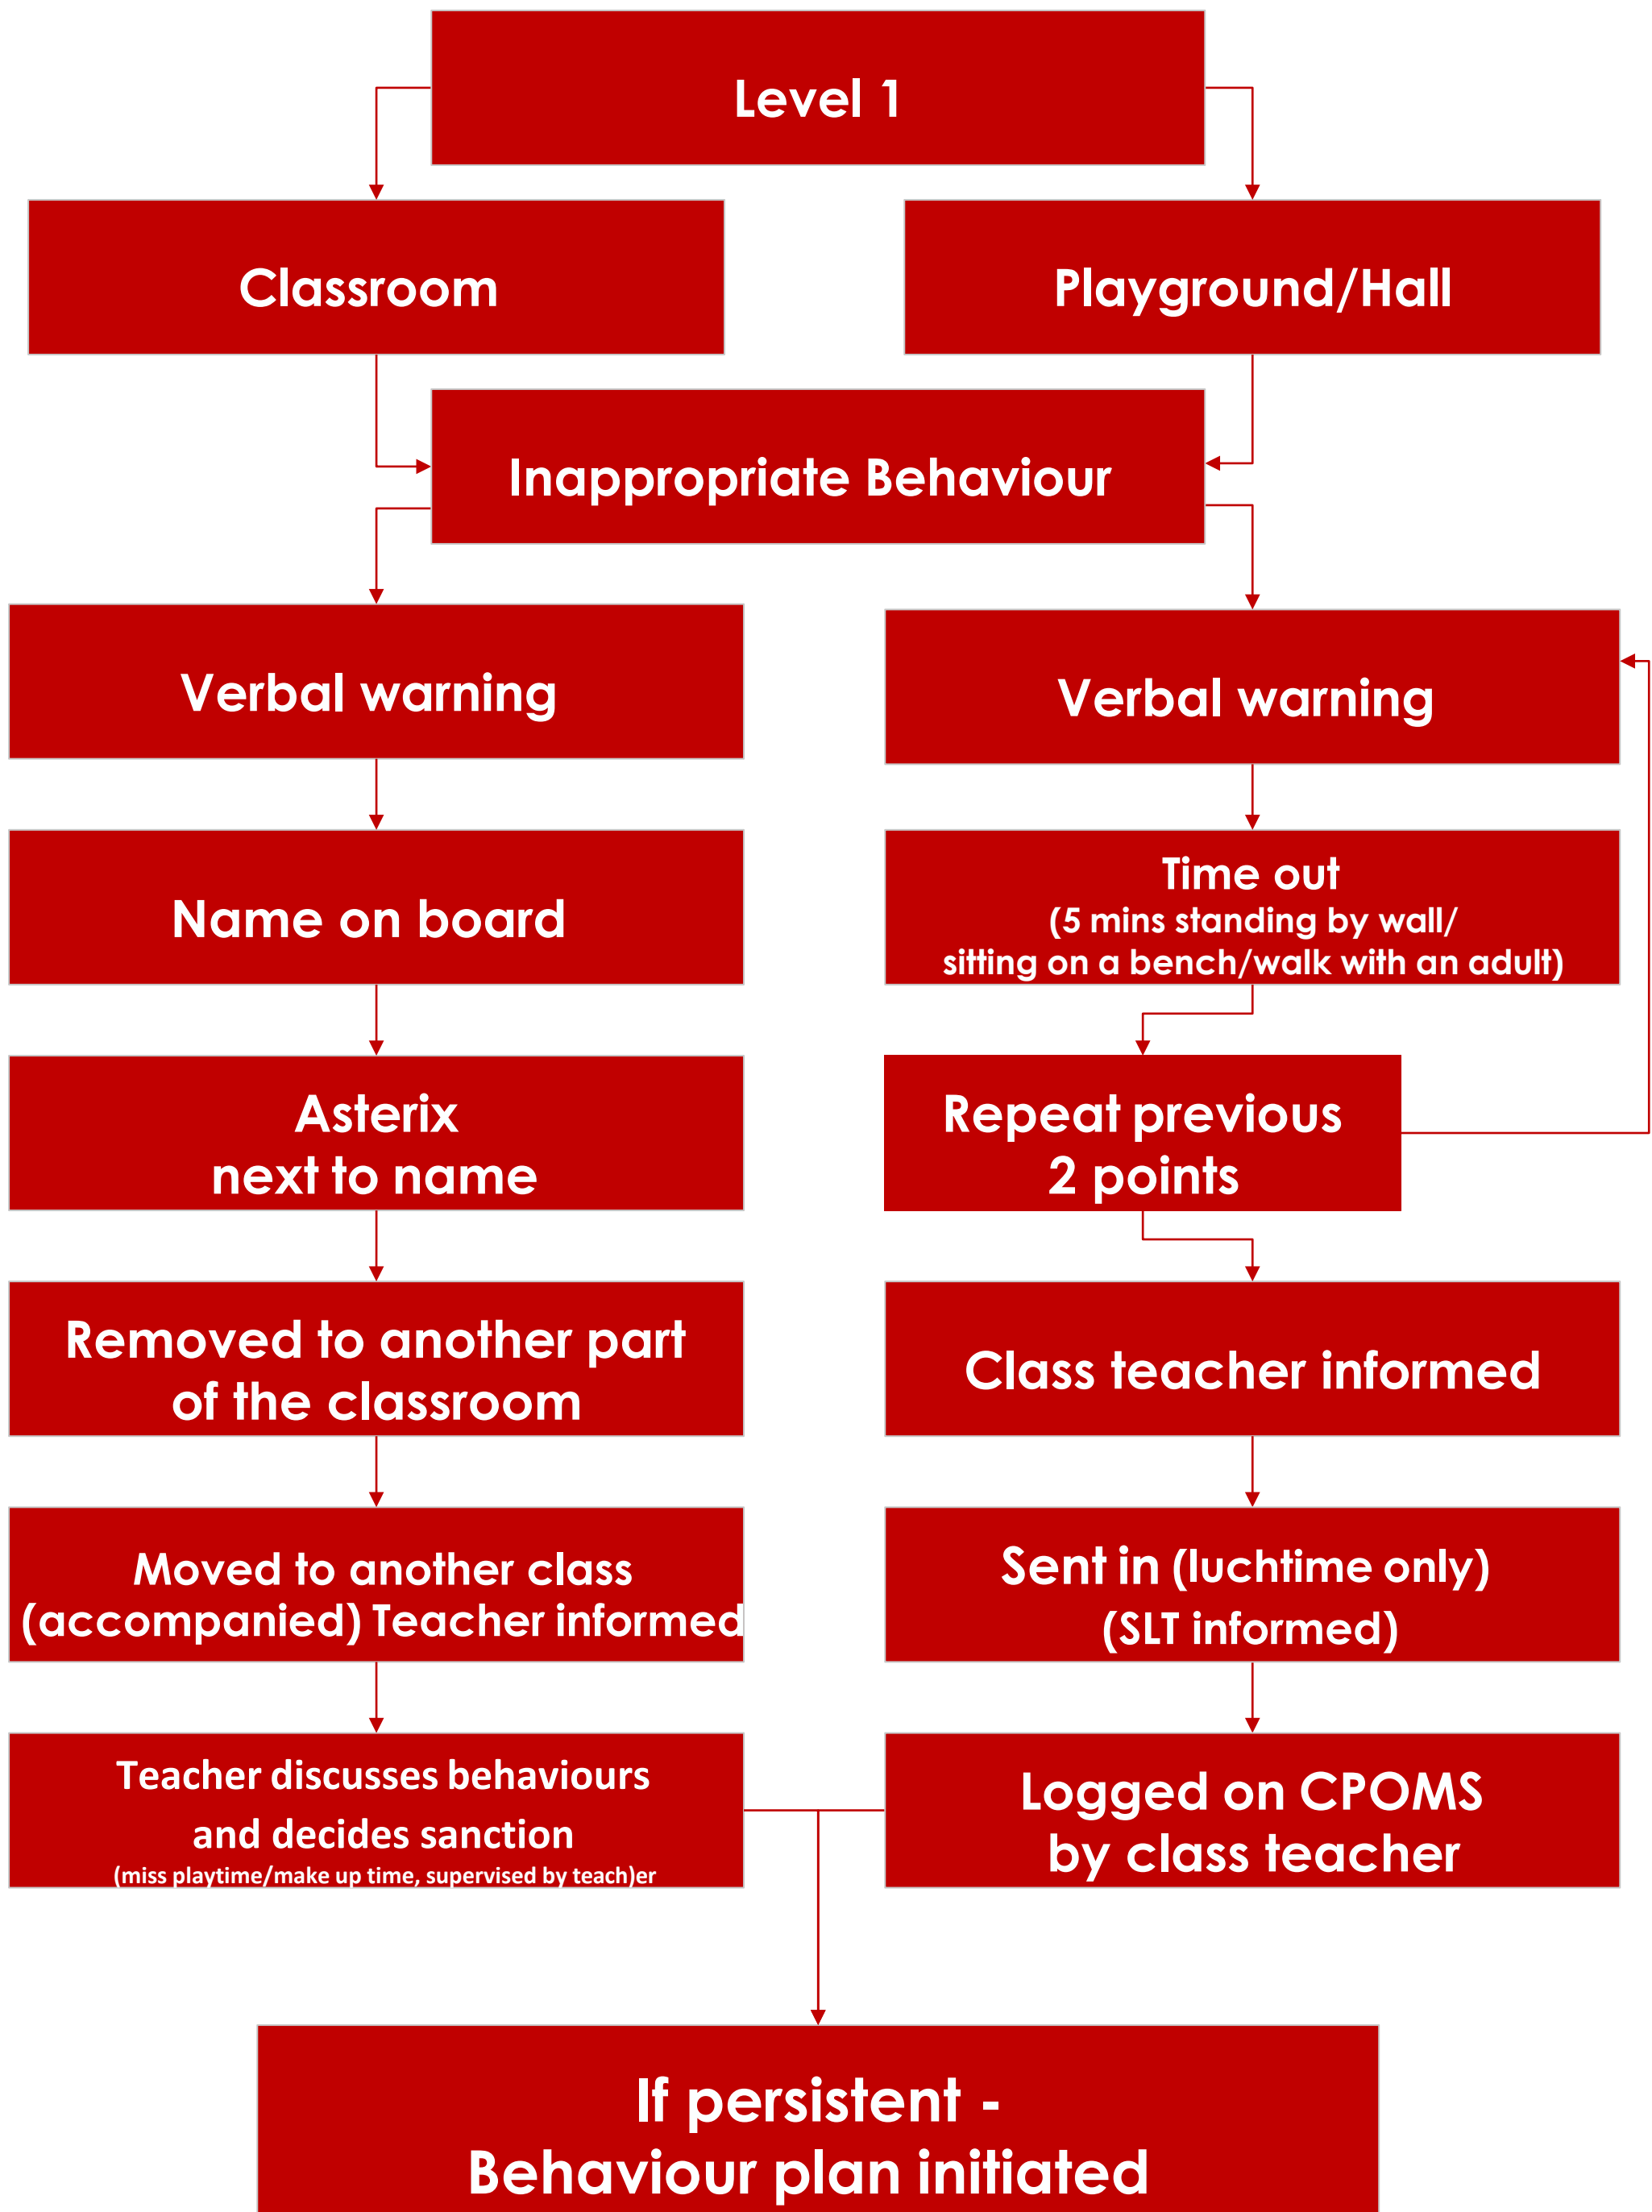 Level 1
Classroom
Playground/Hall
Inappropriate Behaviour
Verbal warning
Name on board
Asterix
next to name
Removed to another part
of the classroom
Moved to another class
(accompanied) Teacher informed
Teacher discusses behaviours
and decides sanction
(miss playtime/make up time, supervised by teach)er
Verbal warning
Time out
(5 mins standing by wall/
sitting on a bench/walk with an adult)
Repeat previous
2 points
Class teacher informed
Sent in (luchtime only)
(SLT informed)
Logged on CPOMS
by class teacher
If persistent -
Behaviour plan initiated